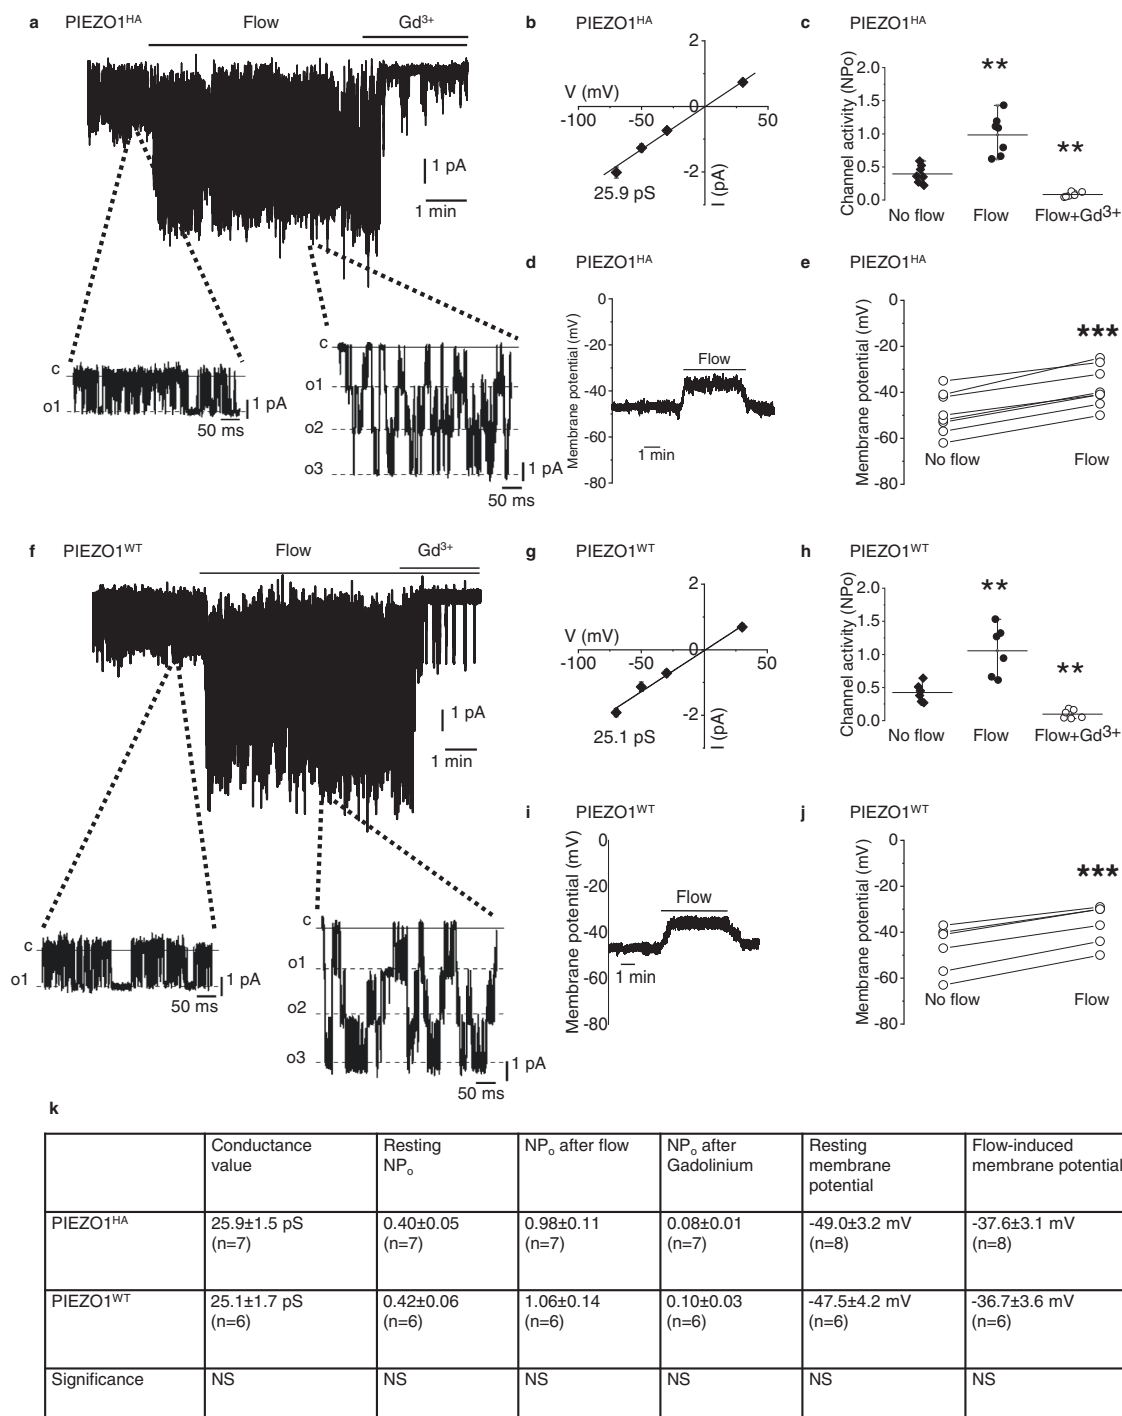 a PIEZO1HA Flow Gd3+
1 pA
1 min
c
o1
1 pA
50 ms
c
o1
o2
o3
1 pA
50 ms
b PIEZO1HA
2
V (mV)
0
-100 -50 0 50
-2
25.9 pS
I (pA)
c PIEZO1HA
Channel activity (NPo)
2.0
1.5
1.0
0.5
0.0
**
**
No flow Flow Flow+Gd3+
d PIEZO1HA
Membrane potential (mV)
0
-20
-40
-60
-80
Flow
1 min
e PIEZO1HA
Membrane potential (mV)
0
-20
-40
-60
-80
***
No flow Flow
f PIEZO1WT Flow Gd3+
1 pA
1 min
c
o1
1 pA
50 ms
c
o1
o2
o3
1 pA
50 ms
g PIEZO1WT
2
V (mV)
0
-100 -50 0 50
-2
25.1 pS
I (pA)
h PIEZO1WT
Channel activity (NPo)
2.0
1.5
1.0
0.5
0.0
**
**
No flow Flow Flow+Gd3+
i PIEZO1WT
Membrane potential (mV)
0
-20
-40
-60
-80
Flow
1 min
j PIEZO1WT
Membrane potential (mV)
0
-20
-40
-60
-80
***
No flow Flow
k
Conductance value
Resting NPo
NPo after flow
NPo after Gadolinium
Resting membrane potential
Flow-induced membrane potential
PIEZO1HA
25.9±1.5 pS (n=7)
0.40±0.05 (n=7)
0.98±0.11 (n=7)
0.08±0.01 (n=7)
-49.0±3.2 mV (n=8)
-37.6±3.1 mV (n=8)
PIEZO1WT
25.1±1.7 pS (n=6)
0.42±0.06 (n=6)
1.06±0.14 (n=6)
0.10±0.03 (n=6)
-47.5±4.2 mV (n=6)
-36.7±3.6 mV (n=6)
Significance NS NS NS NS NS NS